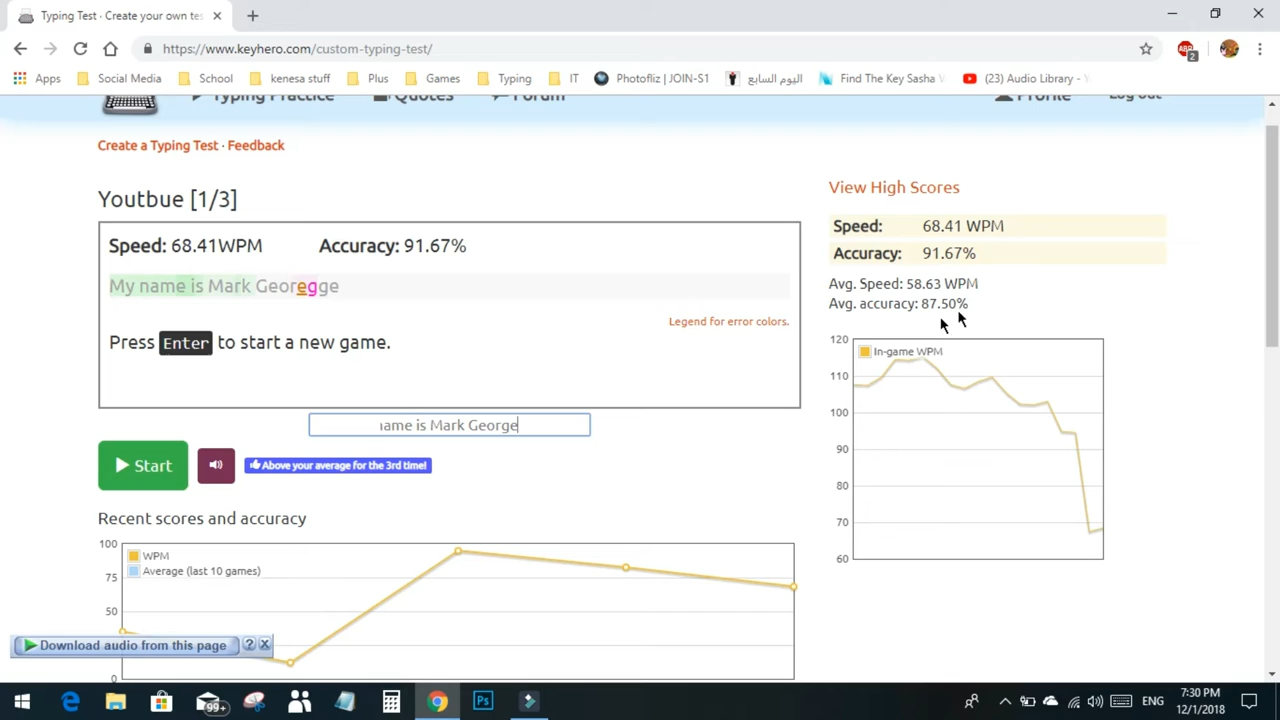 Typing Test · Create your own tes
https://www.keyhero.com/custom-typing-test/
Apps Social Media School kenesa stuff Plus Games Typing IT Photofliz | JOIN-S1 اليوم السابع Find The Key Sasha (23) Audio Library -
2
Typing Practice Quotes Forum Profile Log out
Create a Typing Test · Feedback
Youtbue [1/3]
Speed: 68.41WPM Accuracy: 91.67%
My name is Mark Georegge
Legend for error colors.
Press Enter to start a new game.
name is Mark George
Start
Above your average for the 3rd time!
View High Scores
Speed: 68.41 WPM
Accuracy: 91.67%
Avg. Speed: 58.63 WPM
Avg. accuracy: 87.50%
In-game WPM
120
110
100
90
80
70
60
Recent scores and accuracy
WPM
Average (last 10 games)
100
75
50
0
Download audio from this page ? X
99+
Ps
ENG
7:30 PM
12/1/2018